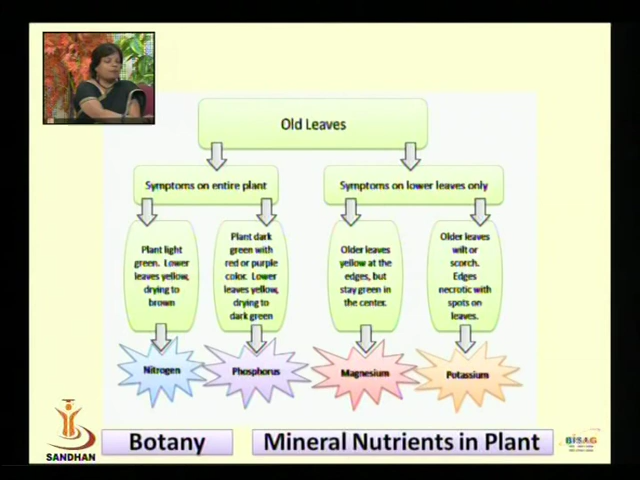 Old Leaves
Symptoms on entire plant
Symptoms on lower leaves only
Plant light
green. Lower
leaves yellow,
drying to
brown
Plant dark
green with
red or purple
color. Lower
leaves yellow,
drying to
dark green
Older leaves
yellow at the
edges, but
stay green in
the center.
Older leaves
wilt or
scorch.
Edges
necrotic with
spots on
leaves.
Nitrogen
Phosphorus
Magnesium
Potassium
SANDHAN
Botany
Mineral Nutrients in Plant
BISAG